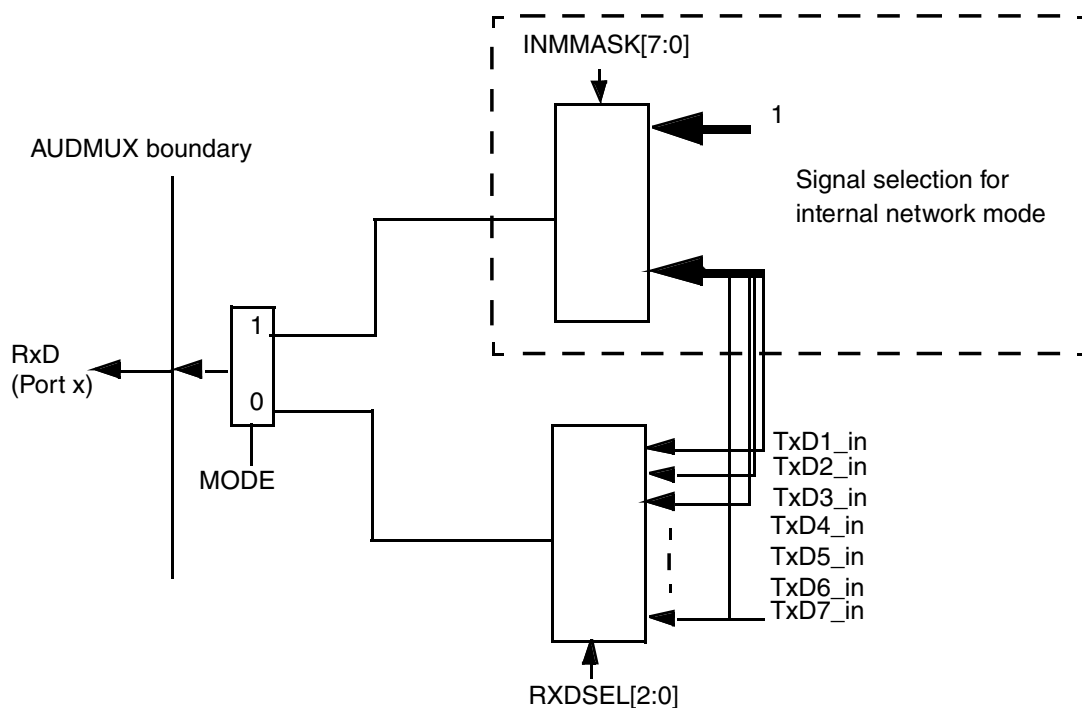 INMMASK[7:0]
1
AUDMUX boundary
Signal selection for
internal network mode
1
RxD
(Port x)
0
MODE
TxD1_in
TxD2_in
TxD3_in
TxD4_in
TxD5_in
TxD6_in
TxD7_in
RXDSEL[2:0]